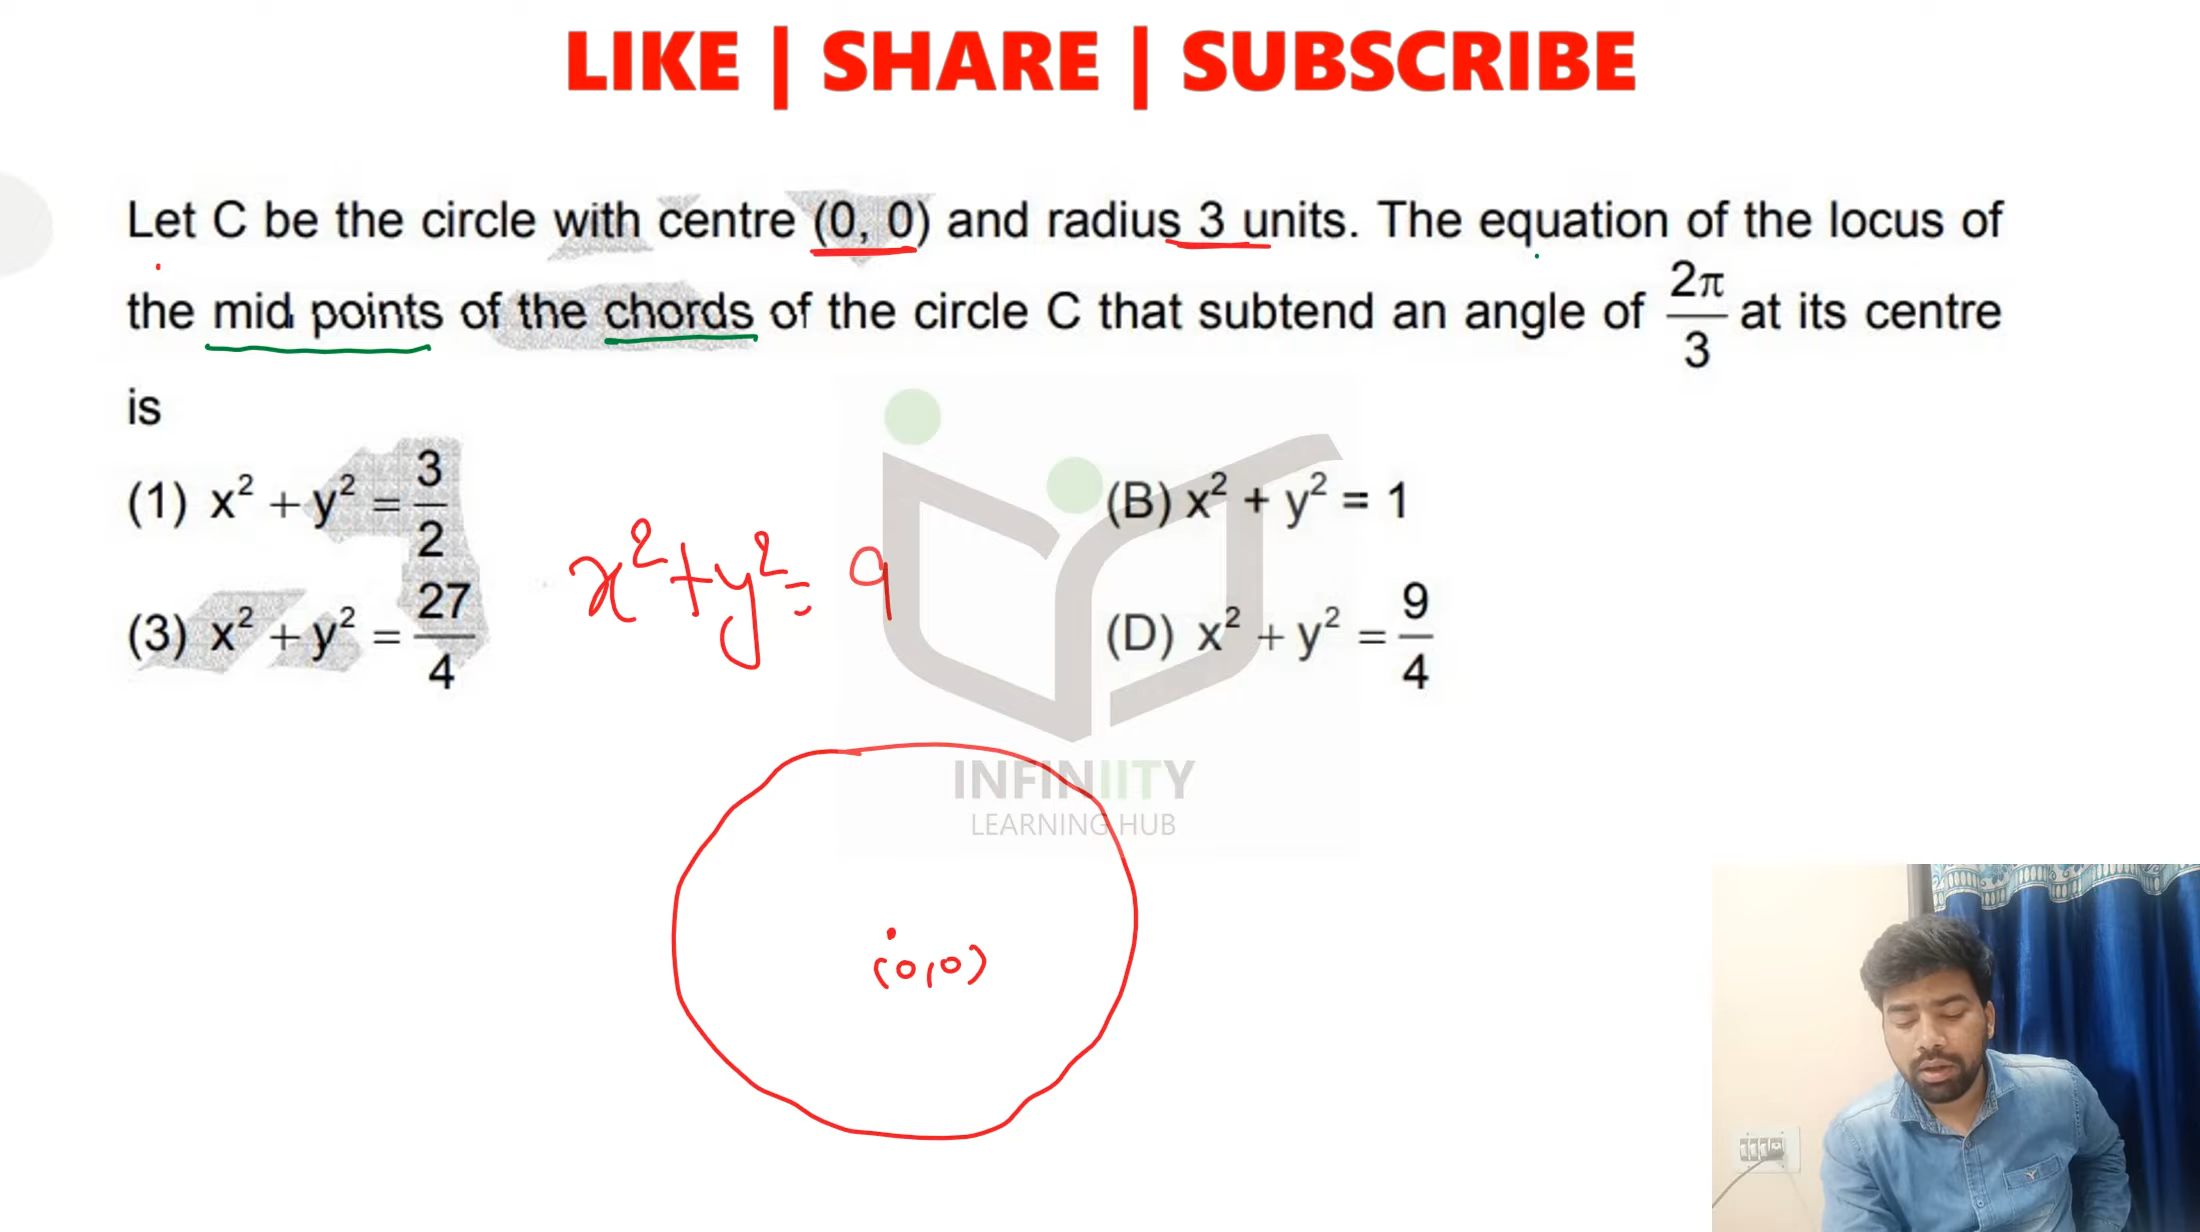 LIKE | SHARE | SUBSCRIBE
Let C be the circle with centre (0, 0) and radius 3 units. The equation of the locus of
the mid points of the chords of the circle C that subtend an angle of 2π/3 at its centre
is
(1) x² + y² = 3/2
(B) x² + y² = 1
x² + y² = 9
(3) x² + y² = 27/4
(D) x² + y² = 9/4
INFINIITY
LEARNING HUB
(0,0)